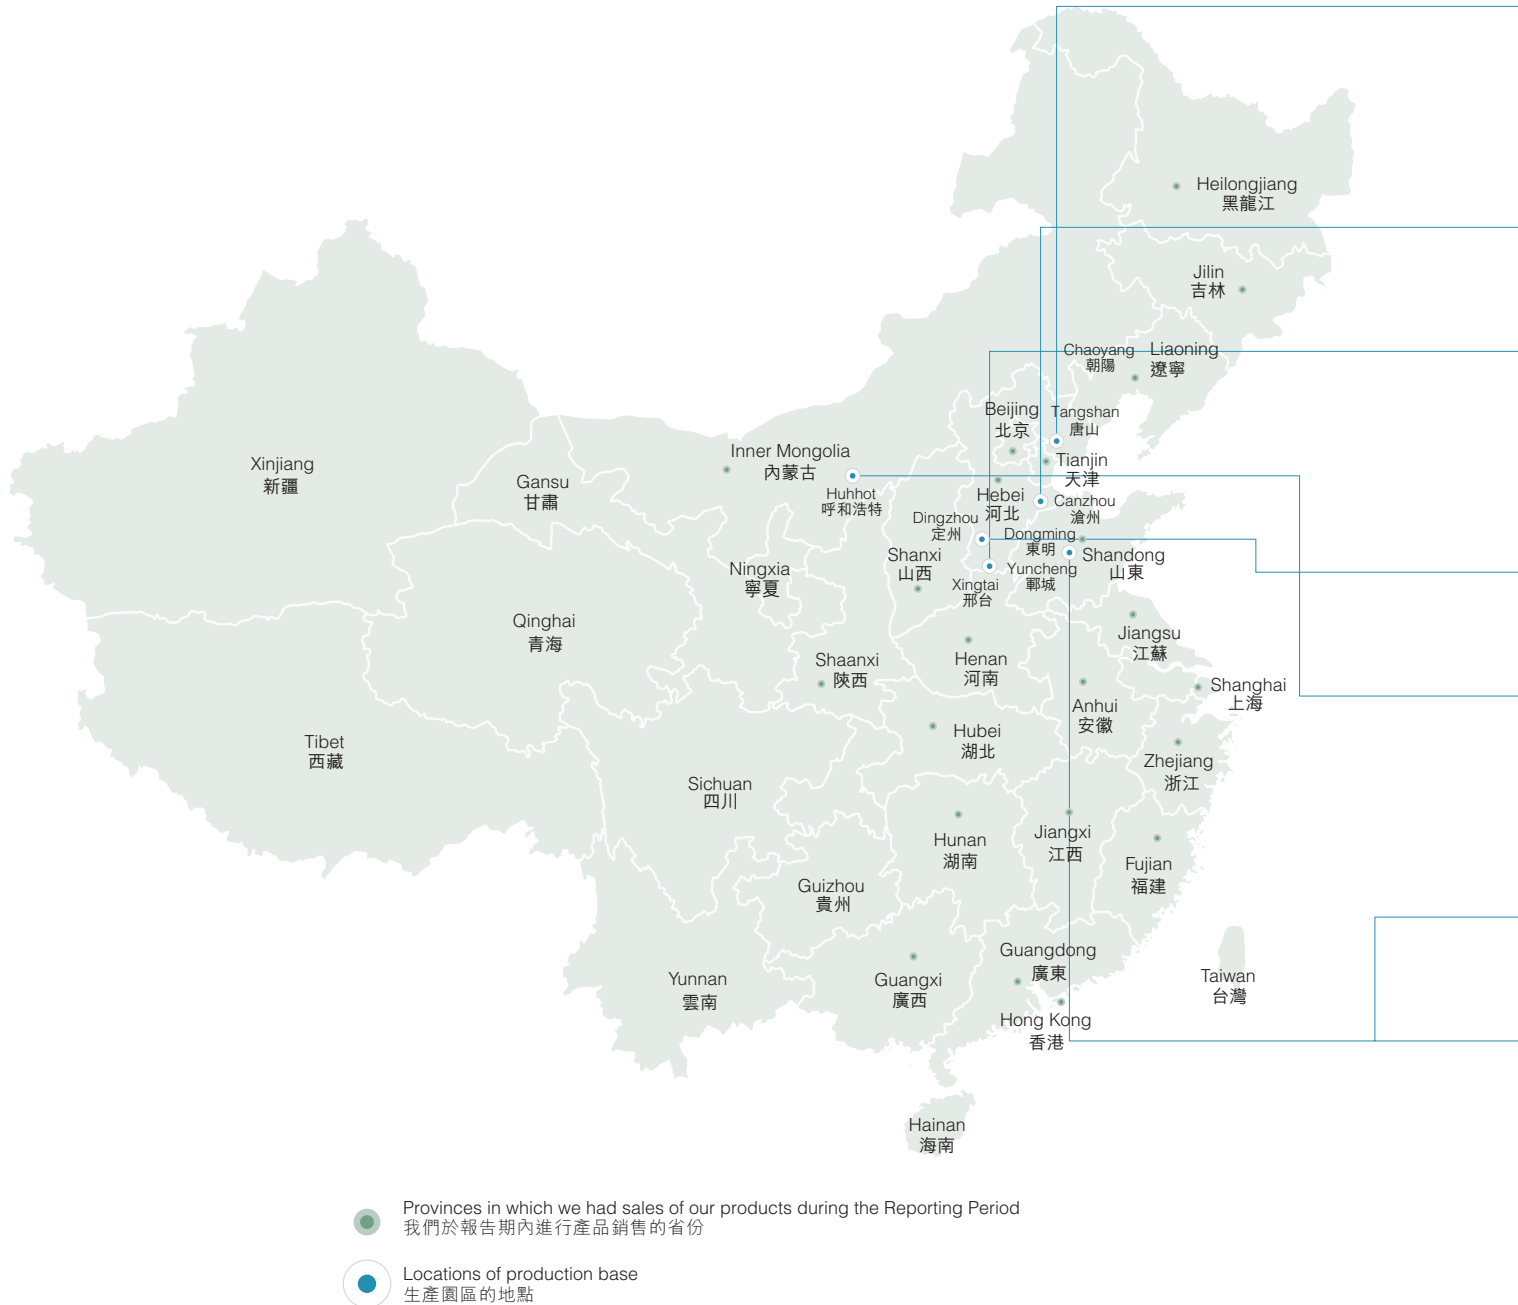 Heilongjiang
黑龍江
Jilin
吉林
Chaoyang
朝陽
Liaoning
遼寧
Beijing
北京
Tangshan
唐山
Tianjin
天津
Inner Mongolia
內蒙古
Huhhot
呼和浩特
Hebei
河北
Canzhou
滄州
Xinjiang
新疆
Gansu
甘肅
Dingzhou
定州
Dongming
東明
Shanxi
山西
Shandong
山東
Yuncheng
鄆城
Xingtai
邢台
Ningxia
寧夏
Qinghai
青海
Jiangsu
江蘇
Shaanxi
陝西
Henan
河南
Shanghai
上海
Anhui
安徽
Hubei
湖北
Tibet
西藏
Zhejiang
浙江
Sichuan
四川
Hunan
湖南
Jiangxi
江西
Fujian
福建
Guizhou
貴州
Guangdong
廣東
Yunnan
雲南
Guangxi
廣西
Taiwan
台灣
Hong Kong
香港
Hainan
海南
Provinces in which we had sales of our products during the Reporting Period
我們於報告期內進行產品銷售的省份
Locations of production base
生產園區的地點